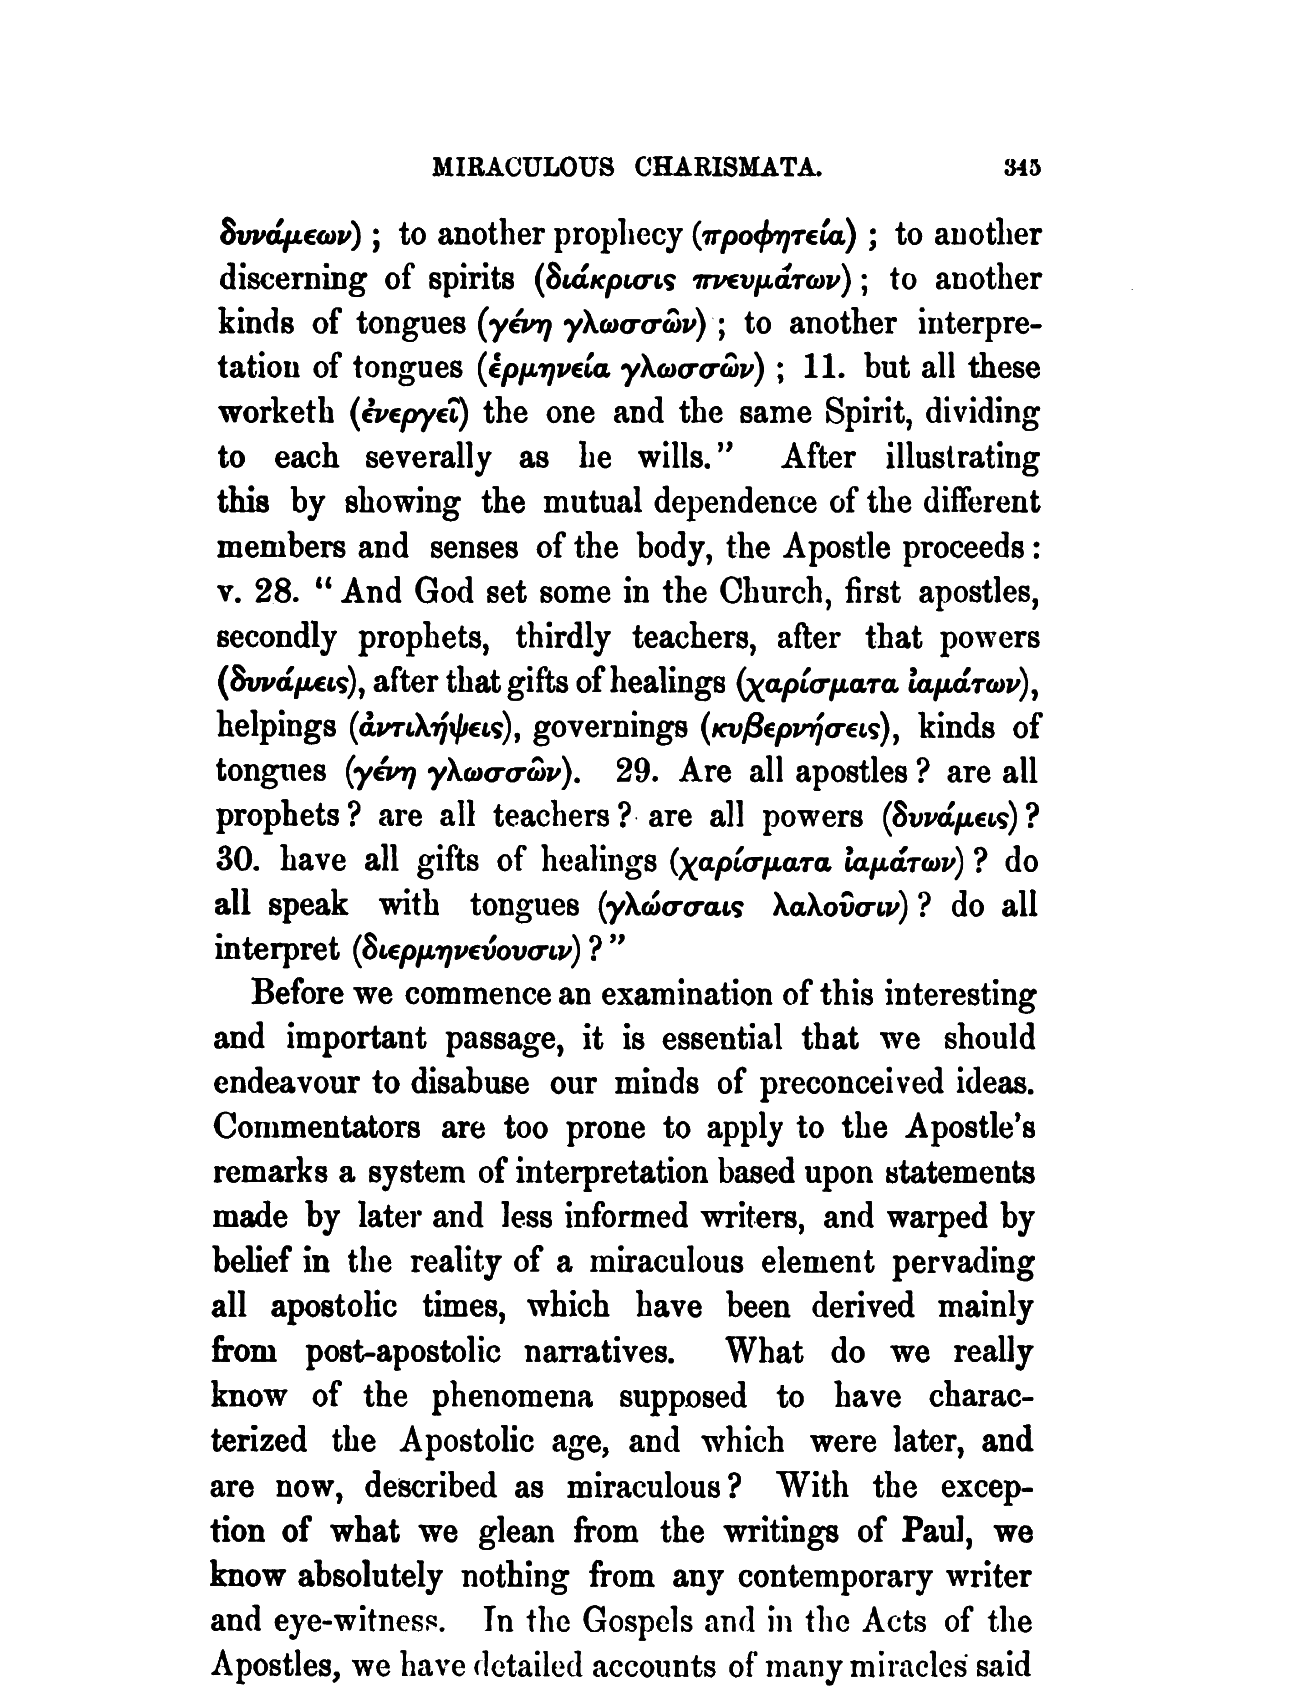 MIRACULOUS CHARISMATA. 345
δυνάμεων) ; to another prophecy (προφητεία) ; to another
discerning of spirits (διάκρισις πνευμάτων) ; to another
kinds of tongues (γένη γλωσσῶν) ; to another interpre-
tation of tongues (ἑρμηνεία γλωσσῶν) ; 11. but all these
worketh (ἐνεργεῖ) the one and the same Spirit, dividing
to each severally as he wills.” After illustrating
this by showing the mutual dependence of the different
members and senses of the body, the Apostle proceeds :
v. 28. “ And God set some in the Church, first apostles,
secondly prophets, thirdly teachers, after that powers
(δυνάμεις), after that gifts of healings (χαρίσματα ἰαμάτων),
helpings (ἀντιλήψεις), governings (κυβερνήσεις), kinds of
tongues (γένη γλωσσῶν). 29. Are all apostles ? are all
prophets ? are all teachers ? are all powers (δυνάμεις) ?
30. have all gifts of healings (χαρίσματα ἰαμάτων) ? do
all speak with tongues (γλώσσαις λαλοῦσιν) ? do all
interpret (διερμηνεύουσιν) ? ”
Before we commence an examination of this interesting
and important passage, it is essential that we should
endeavour to disabuse our minds of preconceived ideas.
Commentators are too prone to apply to the Apostle’s
remarks a system of interpretation based upon statements
made by later and less informed writers, and warped by
belief in the reality of a miraculous element pervading
all apostolic times, which have been derived mainly
from post-apostolic narratives. What do we really
know of the phenomena supposed to have charac-
terized the Apostolic age, and which were later, and
are now, described as miraculous ? With the excep-
tion of what we glean from the writings of Paul, we
know absolutely nothing from any contemporary writer
and eye-witness. In the Gospels and in the Acts of the
Apostles, we have detailed accounts of many miracles said